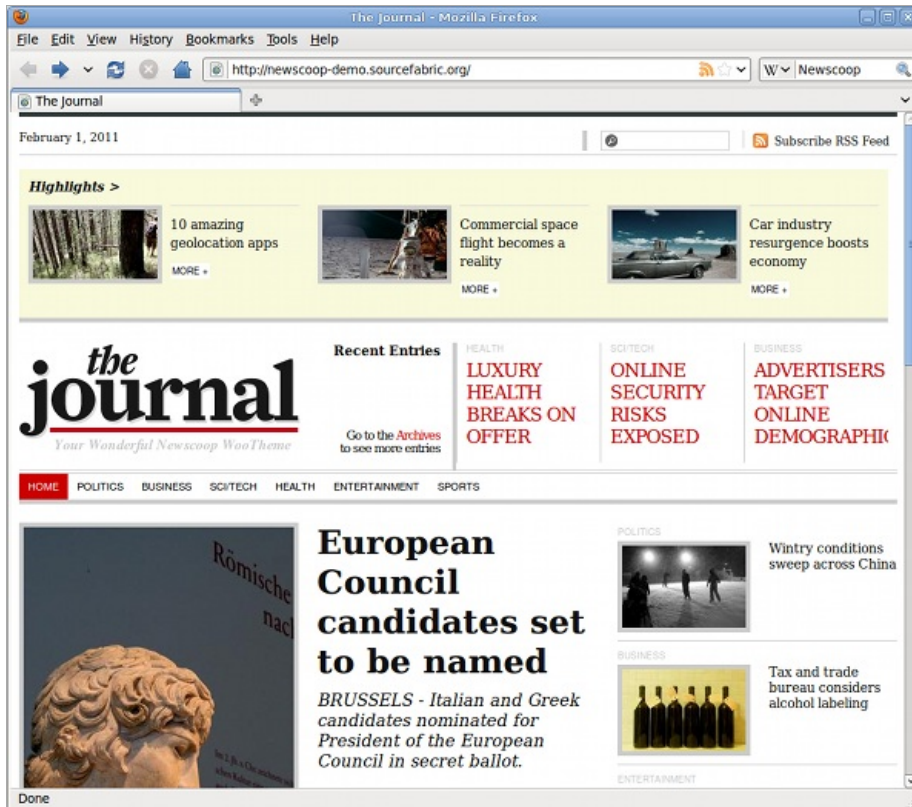 The Journal - Mozilla Firefox
File Edit View History Bookmarks Tools Help
http://newscoop-demo.sourcefabric.org/
W Newscoop
The Journal
February 1, 2011
Subscribe RSS Feed
Highlights >
10 amazing
geolocation apps
MORE +
Commercial space
flight becomes a
reality
MORE +
Car industry
resurgence boosts
economy
MORE +
the
journal
Your Wonderful Newscoop WooTheme
Recent Entries
Go to the Archives
to see more entries
HEALTH
LUXURY
HEALTH
BREAKS ON
OFFER
SCI/TECH
ONLINE
SECURITY
RISKS
EXPOSED
BUSINESS
ADVERTISERS
TARGET
ONLINE
DEMOGRAPHIC
HOME POLITICS BUSINESS SCI/TECH HEALTH ENTERTAINMENT SPORTS
Römische
nach
European
Council
candidates set
to be named
BRUSSELS - Italian and Greek
candidates nominated for
President of the European
Council in secret ballot.
POLITICS
Wintry conditions
sweep across China
BUSINESS
Tax and trade
bureau considers
alcohol labeling
ENTERTAINMENT
Done